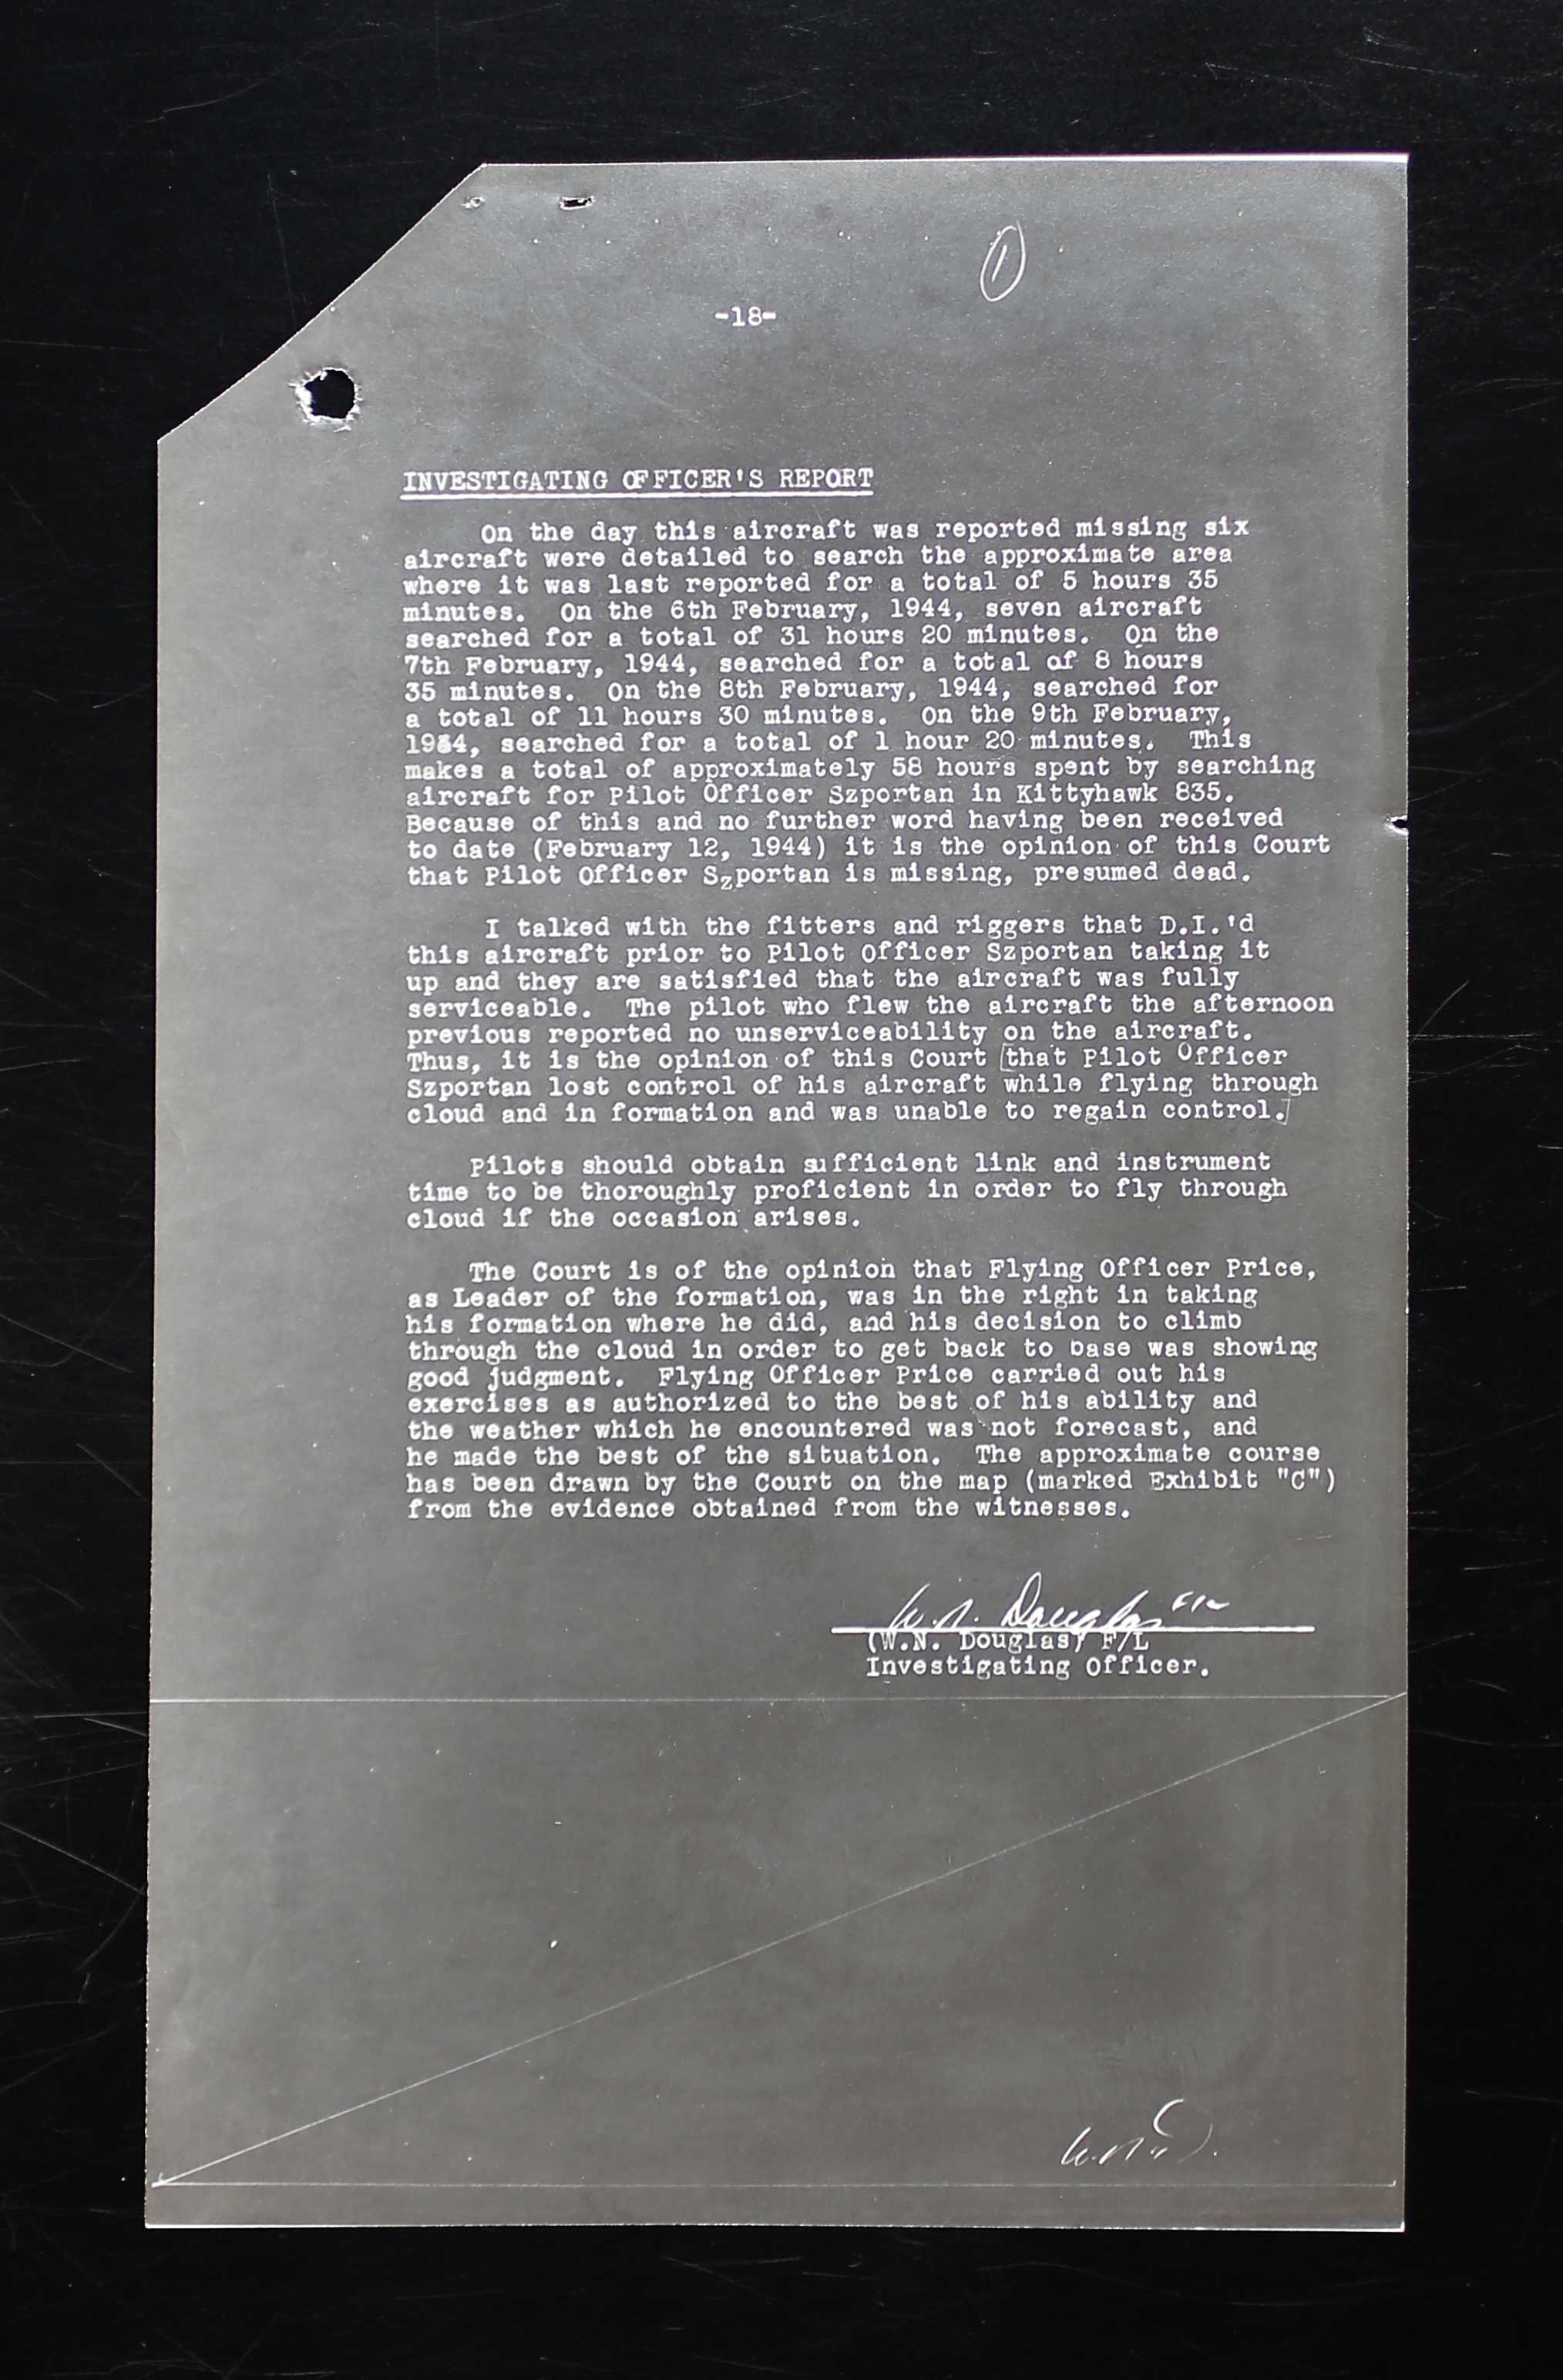 1
-18-
INVESTIGATING OFFICER'S REPORT
On the day this aircraft was reported missing six
aircraft were detailed to search the approximate area
where it was last reported for a total of 5 hours 35
minutes. On the 6th February, 1944, seven aircraft
searched for a total of 31 hours 20 minutes. On the
7th February, 1944, searched for a total of 8 hours
35 minutes. On the 8th February, 1944, searched for
a total of 11 hours 30 minutes. On the 9th February,
1944, searched for a total of 1 hour 20 minutes. This
makes a total of approximately 58 hours spent by searching
aircraft for Pilot Officer Szportan in Kittyhawk 835.
Because of this and no further word having been received
to date (February 12, 1944) it is the opinion of this Court
that Pilot Officer Szportan is missing, presumed dead.
I talked with the fitters and riggers that D.I.'d
this aircraft prior to Pilot Officer Szportan taking it
up and they are satisfied that the aircraft was fully
serviceable. The pilot who flew the aircraft the afternoon
previous reported no unserviceability on the aircraft.
Thus, it is the opinion of this Court [that Pilot Officer
Szportan lost control of his aircraft while flying through
cloud and in formation and was unable to regain control.]
Pilots should obtain sufficient link and instrument
time to be thoroughly proficient in order to fly through
cloud if the occasion arises.
The Court is of the opinion that Flying Officer Price,
as Leader of the formation, was in the right in taking
his formation where he did, and his decision to climb
through the cloud in order to get back to base was showing
good judgment. Flying Officer Price carried out his
exercises as authorized to the best of his ability and
the weather which he encountered was not forecast, and
he made the best of the situation. The approximate course
has been drawn by the Court on the map (marked Exhibit "C")
from the evidence obtained from the witnesses.
W.N. Douglas F/L
(W.N. Douglas) F/L
Investigating Officer.